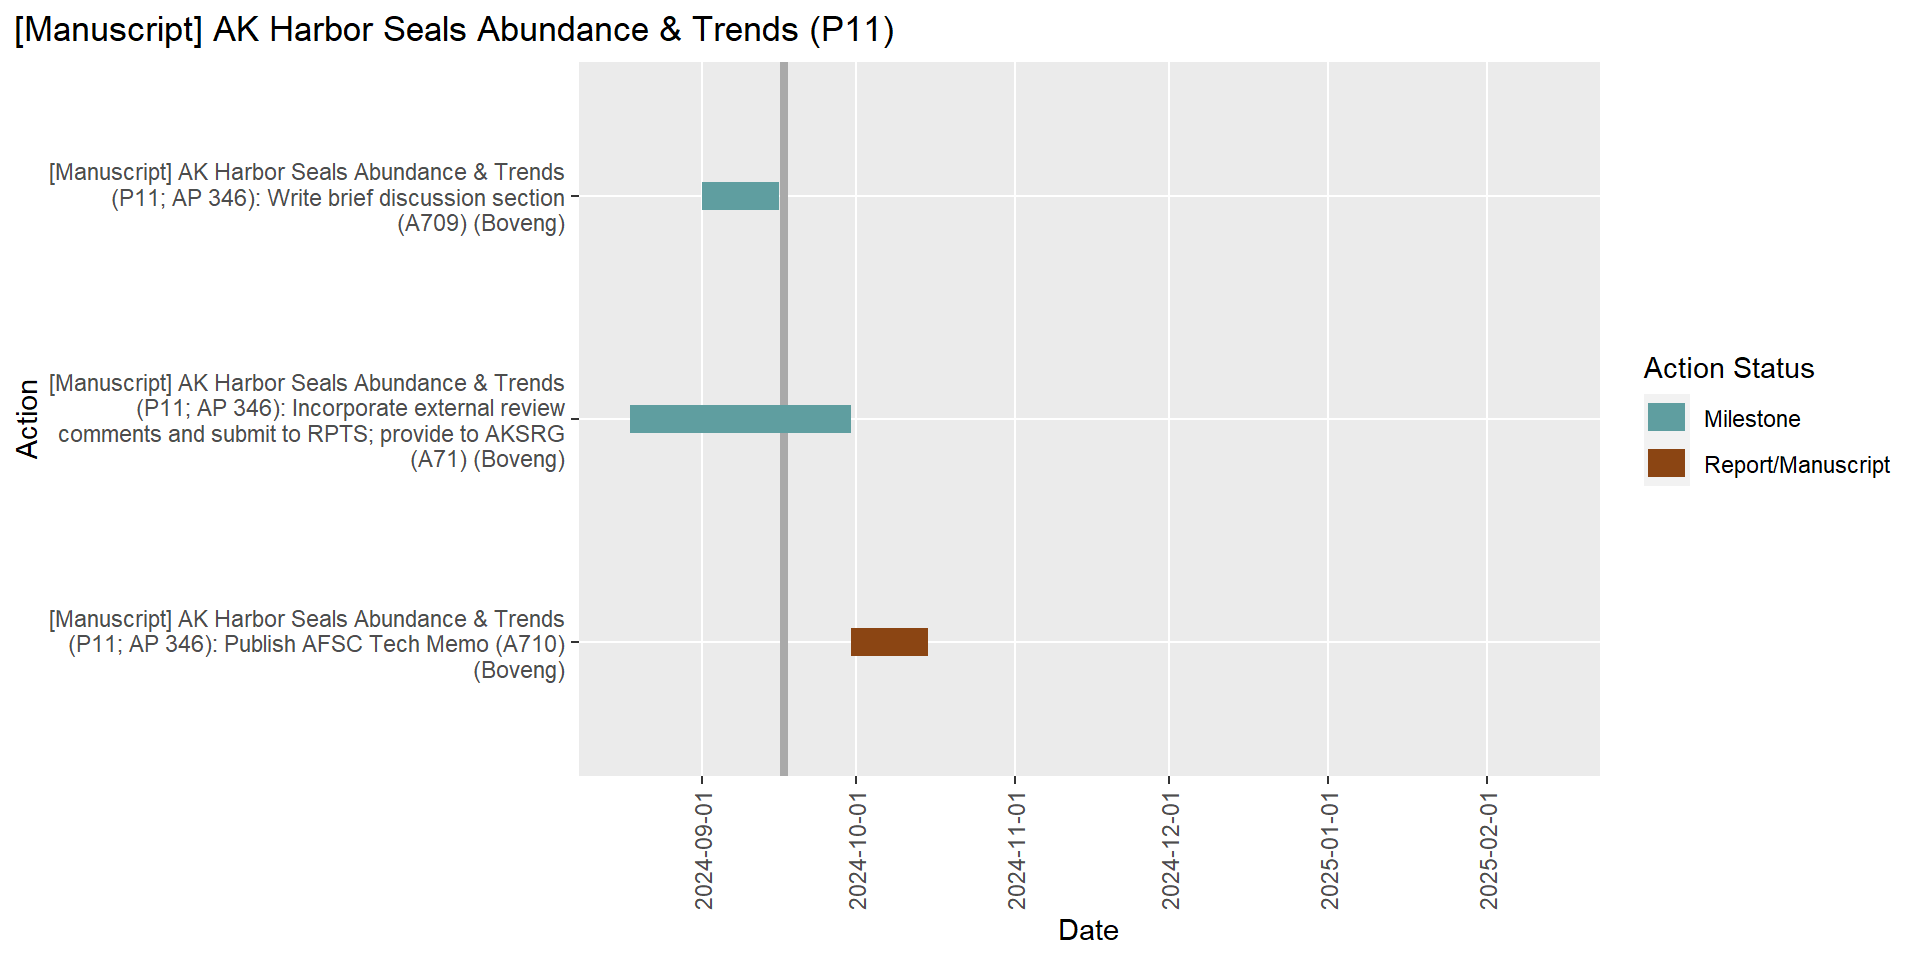 [Manuscript] AK Harbor Seals Abundance & Trends (P11)
[Manuscript] AK Harbor Seals Abundance & Trends
(P11; AP 346): Write brief discussion section
(A709) (Boveng)
[Manuscript] AK Harbor Seals Abundance & Trends
(P11; AP 346): Incorporate external review
comments and submit to RPTS; provide to AKSRG
(A71) (Boveng)
[Manuscript] AK Harbor Seals Abundance & Trends
(P11; AP 346): Publish AFSC Tech Memo (A710)
(Boveng)
Action
2024-09-01
2024-10-01
2024-11-01
2024-12-01
2025-01-01
2025-02-01
Date
Action Status
Milestone
Report/Manuscript